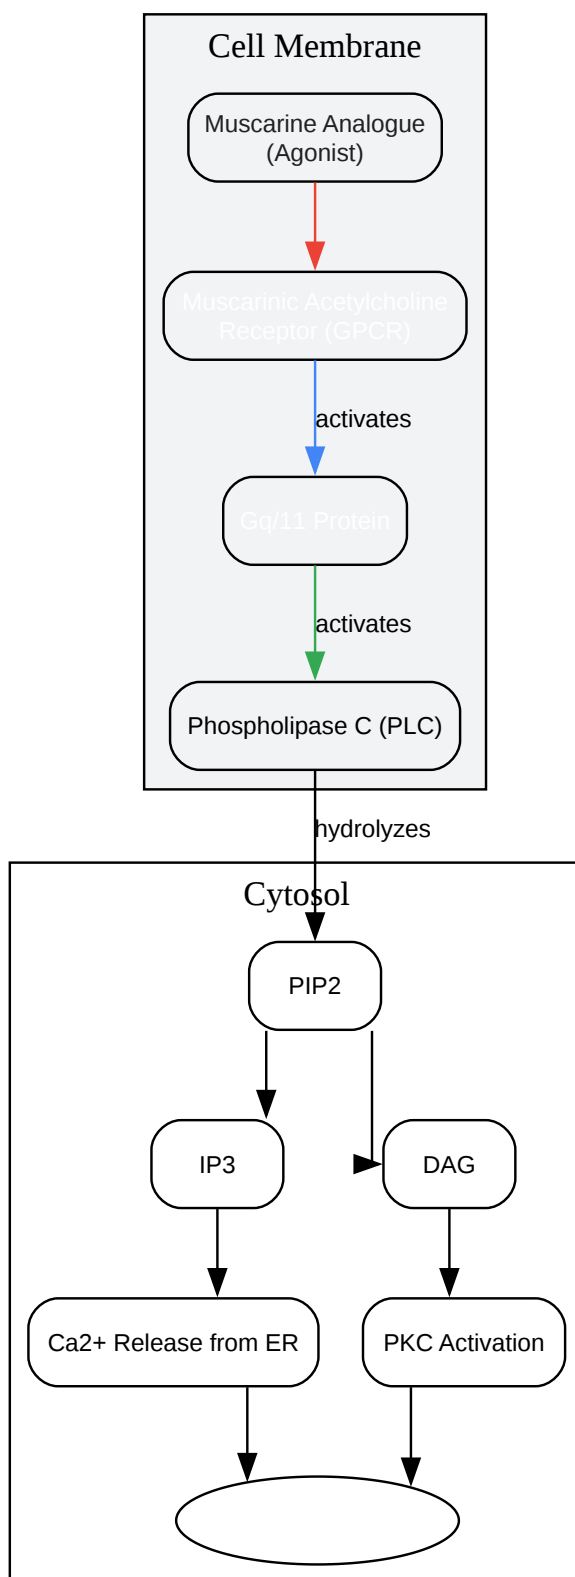 Cell Membrane
Muscarine Analogue
(Agonist)
Muscarinic Acetylcholine
Receptor (GPCR)
activates
Gq/11 Protein
activates
Phospholipase C (PLC)
hydrolyzes
Cytosol
PIP2
IP3
DAG
Ca2+ Release from ER
PKC Activation